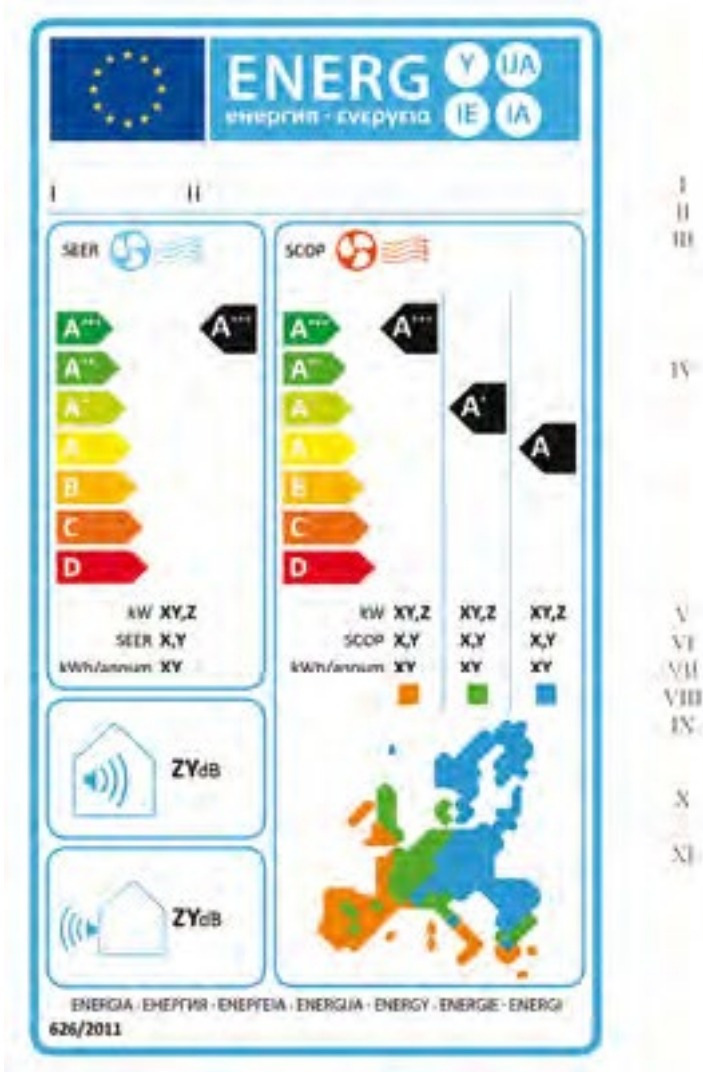 ENERG Y IJA
енергия · ενεργεια IE IA
I II
I
II
III
SEER SCOP
A+++ A+++ A+++ A+++
A++ A++
IV
A+ A A+
A A A
B B
C C
D D
kW XY,Z kW XY,Z XY,Z XY,Z V
SEER X,Y SCOP X,Y X,Y X,Y VI
kWh/annum XY kWh/annum XY XY XY VII
VIII
IX
ZYdB
X
XI
ZYdB
ENERGIA · ЕНЕРГИЯ · ΕΝΕΡΓΕΙΑ · ENERGIJA · ENERGY · ENERGIE · ENERGI
626/2011